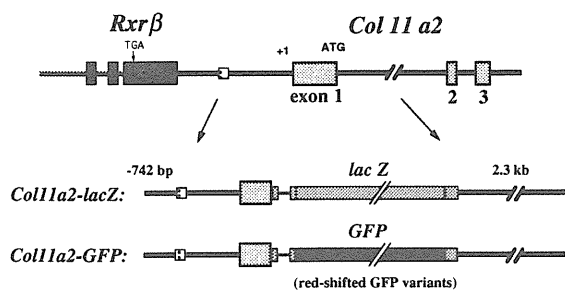 Rxrβ Col 11 a2
TGA +1 ATG
exon 1 2 3
-742 bp lac Z 2.3 kb
Col11a2-lacZ:
GFP
Col11a2-GFP:
(red-shifted GFP variants)